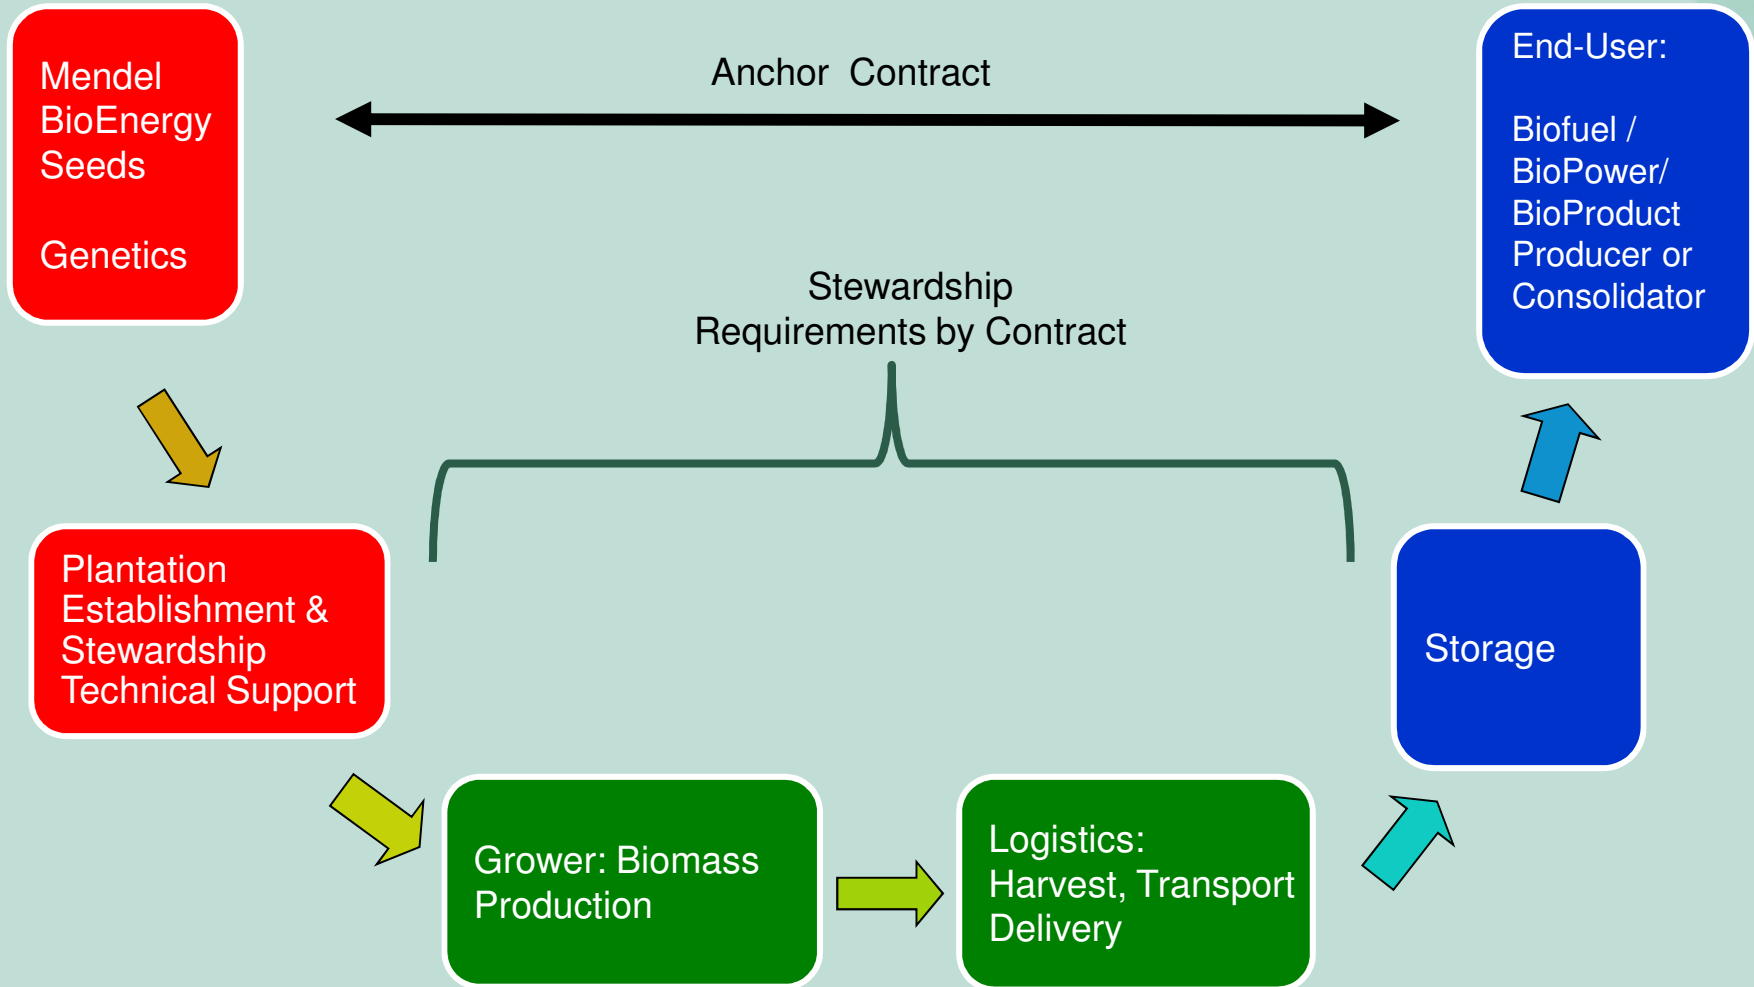 Mendel
BioEnergy
Seeds
Genetics
Anchor  Contract
End-User:
Biofuel /
BioPower/
BioProduct
Producer or
Consolidator
Stewardship
Requirements by Contract
Plantation
Establishment &
Stewardship
Technical Support
Grower: Biomass
Production
Logistics:
Harvest, Transport
Delivery
Storage